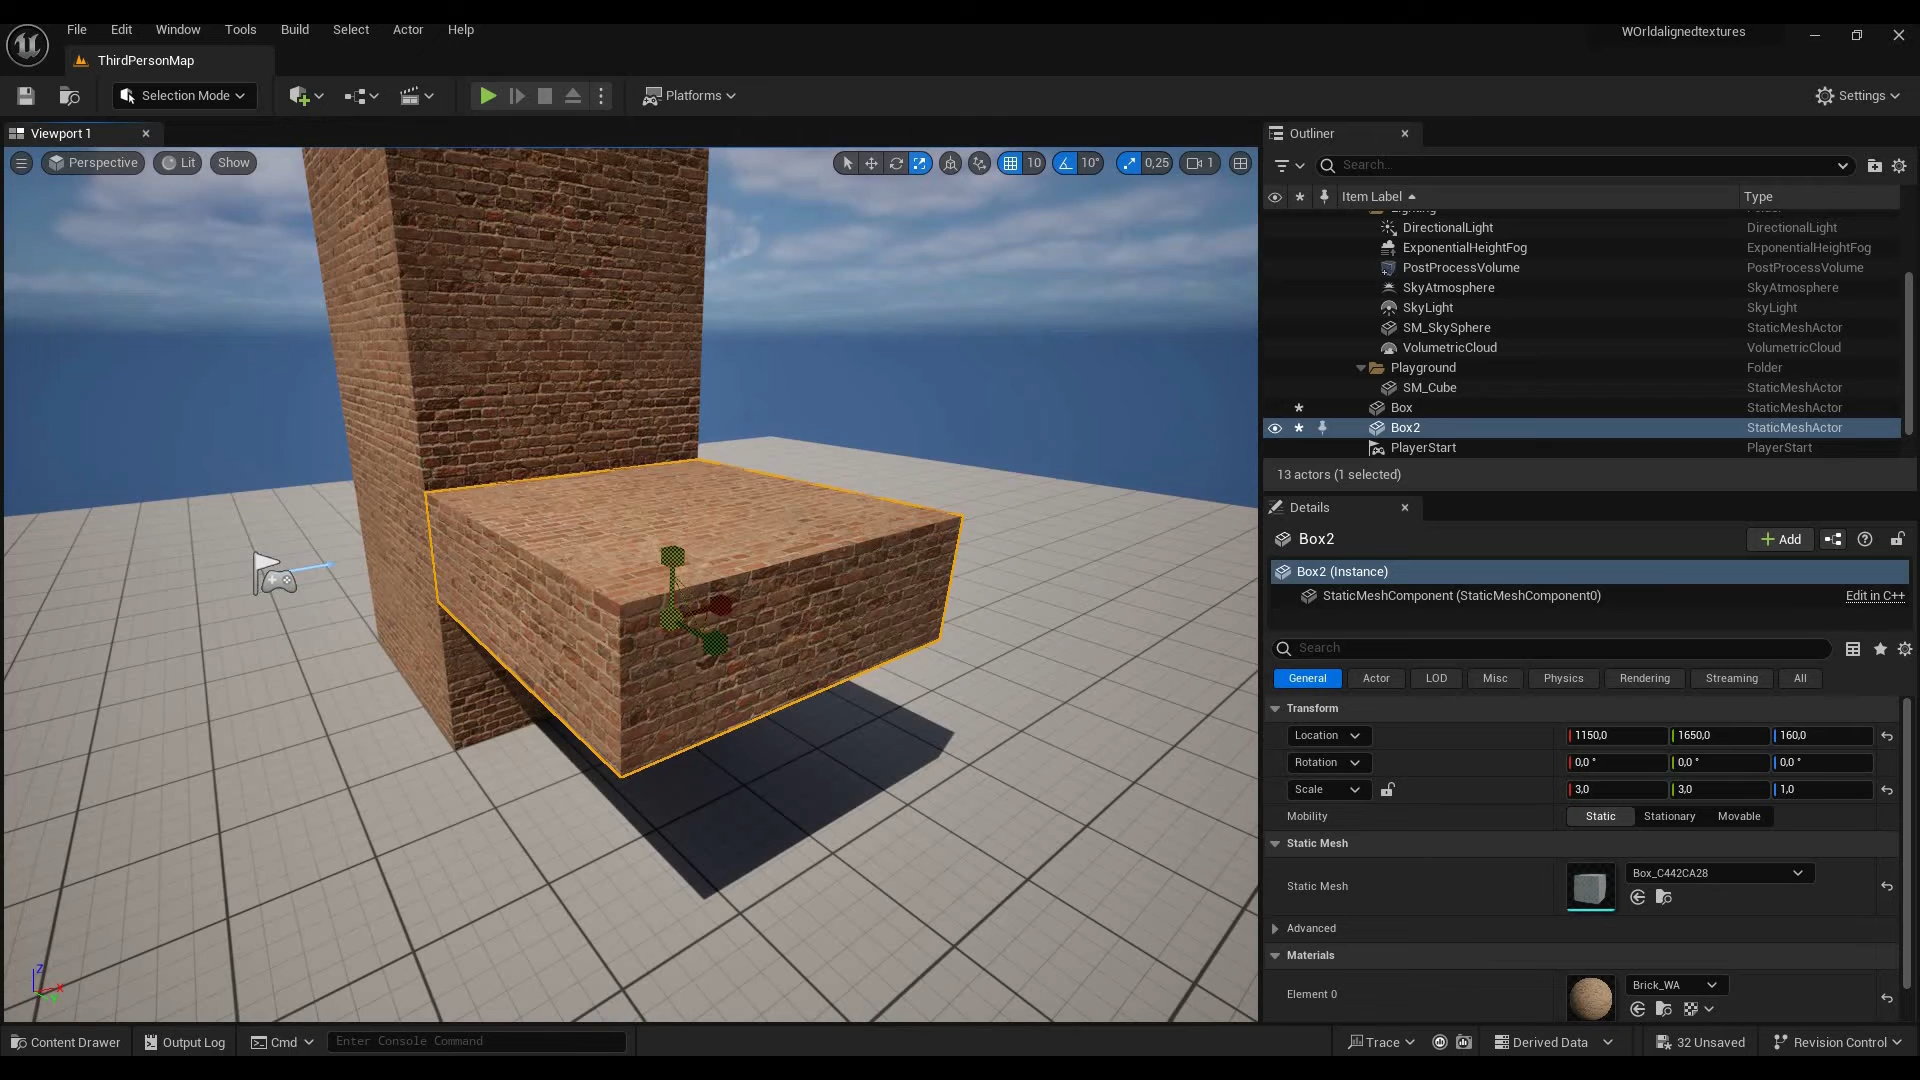 File Edit Window Tools Build Select Actor Help
WOrldalignedtextures
ThirdPersonMap
Selection Mode
Platforms
Settings
Viewport 1
Perspective Lit Show
10 10° 0,25 1
Outliner
Search...
Item Label Type
Lighting Folder
DirectionalLight DirectionalLight
ExponentialHeightFog ExponentialHeightFog
PostProcessVolume PostProcessVolume
SkyAtmosphere SkyAtmosphere
SkyLight SkyLight
SM_SkySphere StaticMeshActor
VolumetricCloud VolumetricCloud
Playground Folder
SM_Cube StaticMeshActor
Box StaticMeshActor
Box2 StaticMeshActor
PlayerStart PlayerStart
13 actors (1 selected)
Details
Box2
Add
Box2 (Instance)
StaticMeshComponent (StaticMeshComponent0) Edit in C++
Search
General Actor LOD Misc Physics Rendering Streaming All
Transform
Location 1150,0 1650,0 160,0
Rotation 0,0 ° 0,0 ° 0,0 °
Scale 3,0 3,0 1,0
Mobility Static Stationary Movable
Static Mesh
Static Mesh Box_C442CA28
Advanced
Materials
Element 0 Brick_WA
Z X Y
Content Drawer Output Log Cmd Enter Console Command Trace Derived Data 32 Unsaved Revision Control